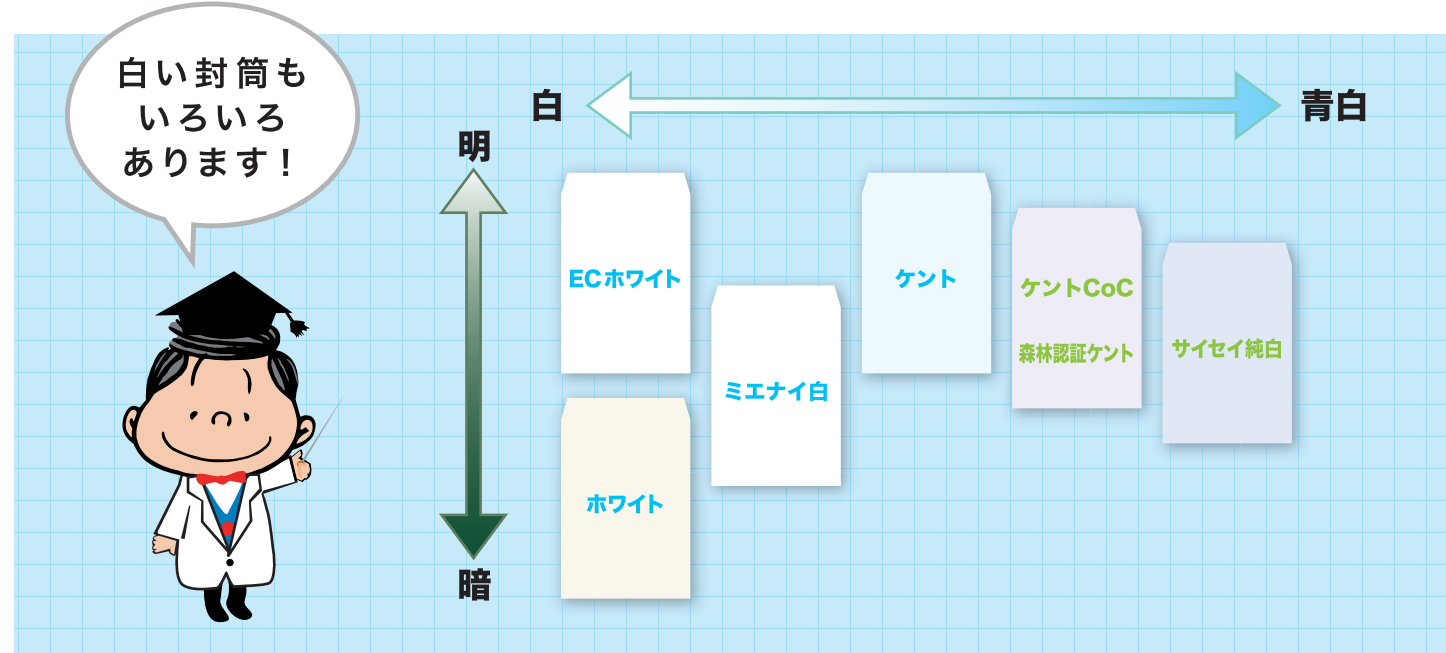 白い封筒も
いろいろ
あります！
白
青白
明
暗
ECホワイト
ホワイト
ミエナイ白
ケント
ケントCoC
森林認証ケント
サイセイ純白